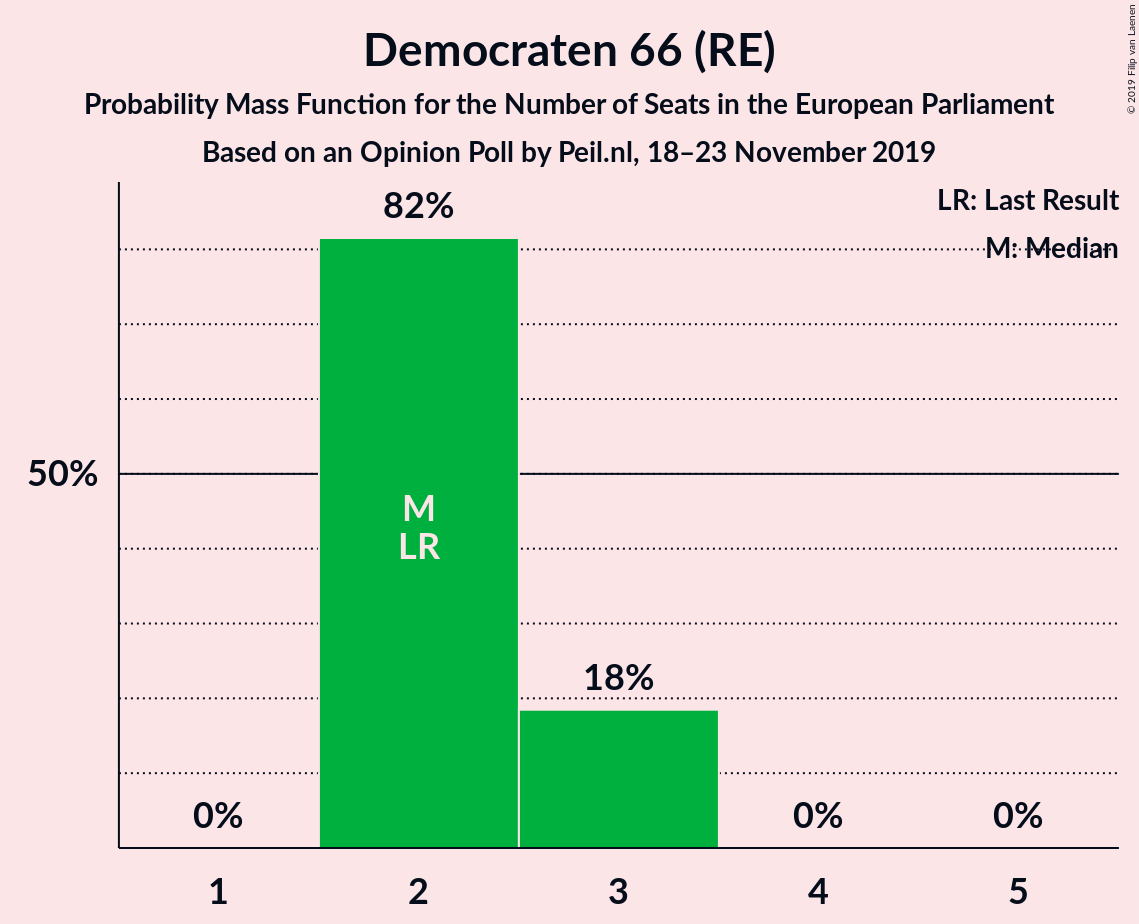 Democraten 66 (RE)
Probability Mass Function for the Number of Seats in the European Parliament
Based on an Opinion Poll by Peil.nl, 18–23 November 2019
© 2019 Filip van Laenen
LR: Last Result
M: Median
82%
50%
M
LR
18%
0%
0%
0%
1
2
3
4
5